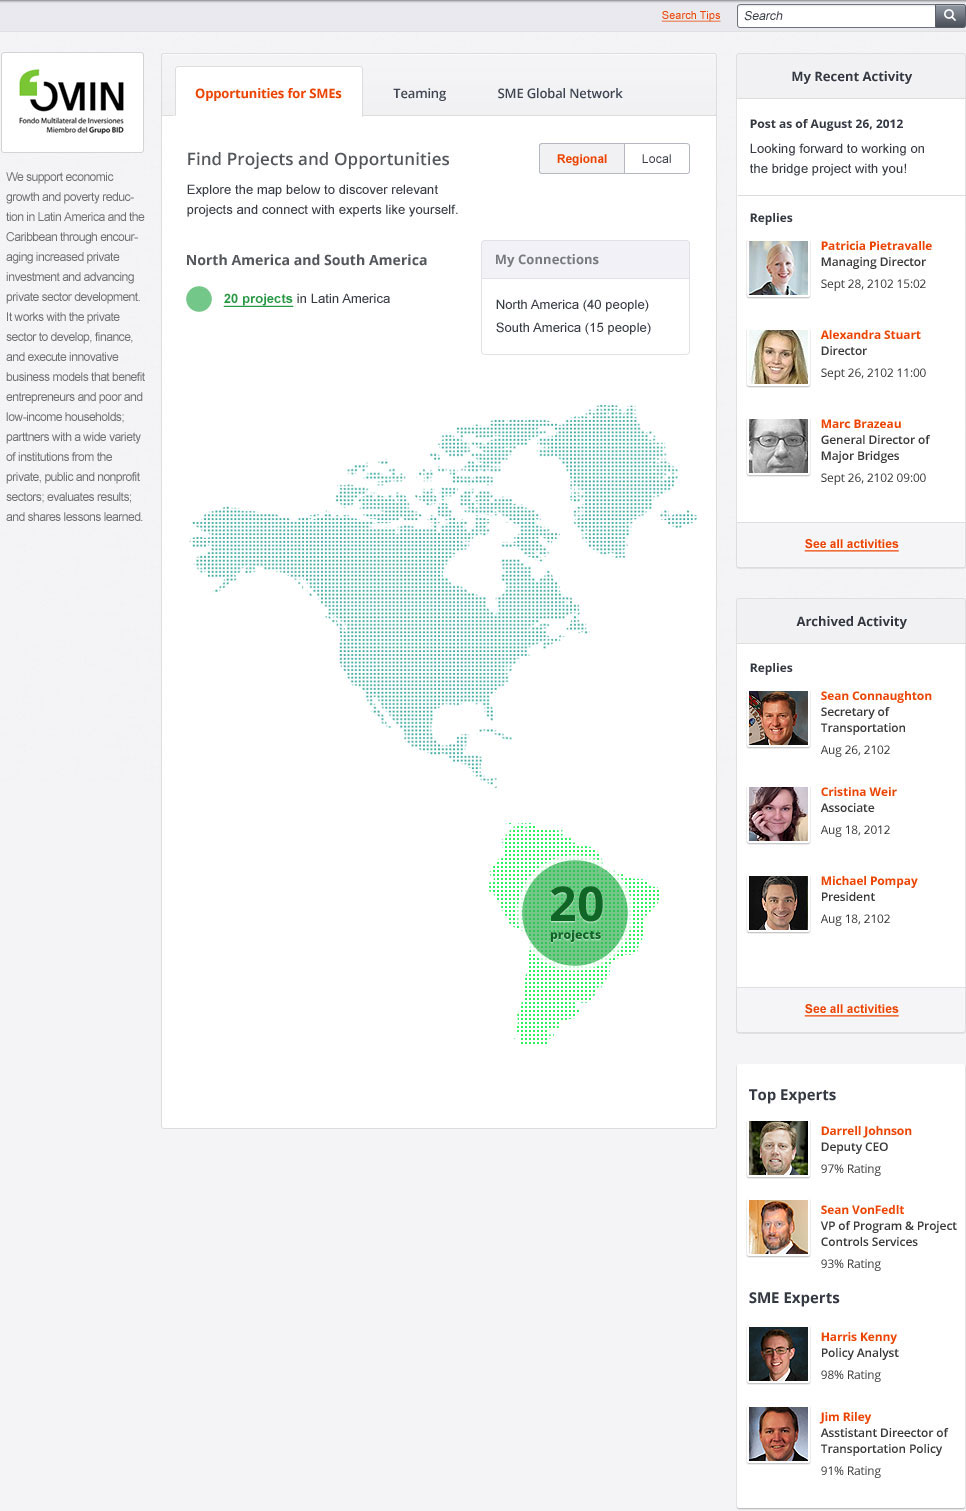 Search Tips
Search
FOMIN
Fondo Multilateral de Inversiones
Miembro del Grupo BID
We support economic
growth and poverty reduc-
tion in Latin America and the
Caribbean through encour-
aging increased private
investment and advancing
private sector development.
It works with the private
sector to develop, finance,
and execute innovative
business models that benefit
entrepreneurs and poor and
low-income households;
parttners with a wide variety
of institutions from the
private, public and nonprofit
sectors; evaluates results;
and shares lessons learned.
Opportunities for SMEs
Teaming
SME Global Network
Find Projects and Opportunities
Regional
Local
Explore the map below to discover relevant
projects and connect with experts like yourself.
North America and South America
20 projects in Latin America
My Connections
North America (40 people)
South America (15 people)
20
projects
My Recent Activity
Post as of August 26, 2012
Looking forward to working on
the bridge project with you!
Replies
Patricia Pietravalle
Managing Director
Sept 28, 2102 15:02
Alexandra Stuart
Director
Sept 26, 2102 11:00
Marc Brazeau
General Director of
Major Bridges
Sept 26, 2102 09:00
See all activities
Archived Activity
Replies
Sean Connaughton
Secretary of
Transportation
Aug 26, 2102
Cristina Weir
Associate
Aug 18, 2012
Michael Pompay
President
Aug 18, 2102
See all activities
Top Experts
Darrell Johnson
Deputy CEO
97% Rating
Sean VonFedlt
VP of Program & Project
Controls Services
93% Rating
SME Experts
Harris Kenny
Policy Analyst
98% Rating
Jim Riley
Asstistant Direector of
Transportation Policy
91% Rating